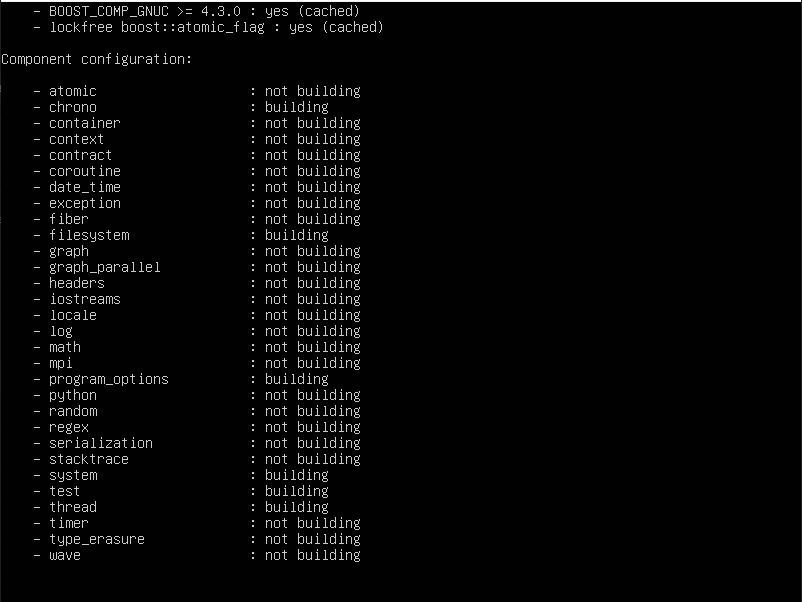 - BOOST_COMP_GNUC >= 4.3.0 : yes (cached)
- lockfree boost::atomic_flag : yes (cached)
Component configuration:
- atomic : not building
- chrono : building
- container : not building
- context : not building
- contract : not building
- coroutine : not building
- date_time : not building
- exception : not building
- fiber : not building
- filesystem : building
- graph : not building
- graph_parallel : not building
- headers : not building
- iostreams : not building
- locale : not building
- log : not building
- math : not building
- mpi : not building
- program_options : building
- python : not building
- random : not building
- regex : not building
- serialization : not building
- stacktrace : not building
- system : building
- test : building
- thread : building
- timer : not building
- type_erasure : not building
- wave : not building